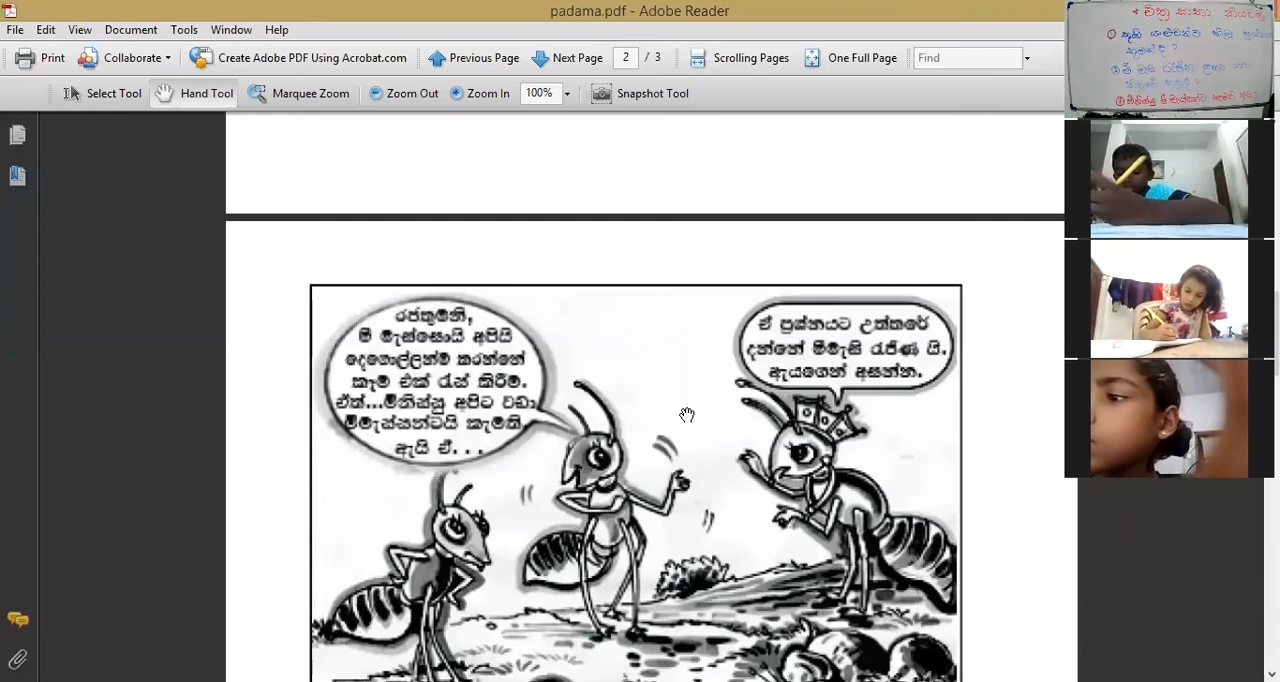 padama.pdf - Adobe Reader
File Edit View Document Tools Window Help
Print Collaborate Create Adobe PDF Using Acrobat.com Previous Page Next Page 2 / 3 Scrolling Pages One Full Page Find
Select Tool Hand Tool Marquee Zoom Zoom Out Zoom In 100% Snapshot Tool
රජතුමනි,
මී මැස්සොයි අපියි
දෙගොල්ලන්ම කරන්නේ
කෑම එක් රැස් කිරීම.
ඒත්...මිනිස්සු අපිට වඩා
මීමැස්සන්ටයි කැමති.
ඇයි ඒ. . .
ඒ ප්‍රශ්නයට උත්තරේ
දන්නේ මීමැසි රැජිණ යි.
ඇයගෙන් අසන්න.
චිත්‍ර කතා කියවමු